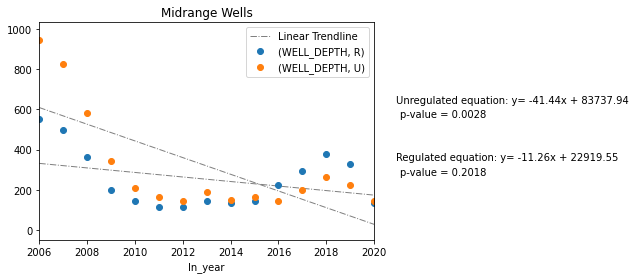 Midrange Wells
1000
800
600
400
200
0
Linear Trendline
(WELL_DEPTH, R)
(WELL_DEPTH, U)
2006 2008 2010 2012 2014 2016 2018 2020
In_year
Unregulated equation: y= -41.44x + 83737.94
p-value = 0.0028
Regulated equation: y= -11.26x + 22919.55
p-value = 0.2018